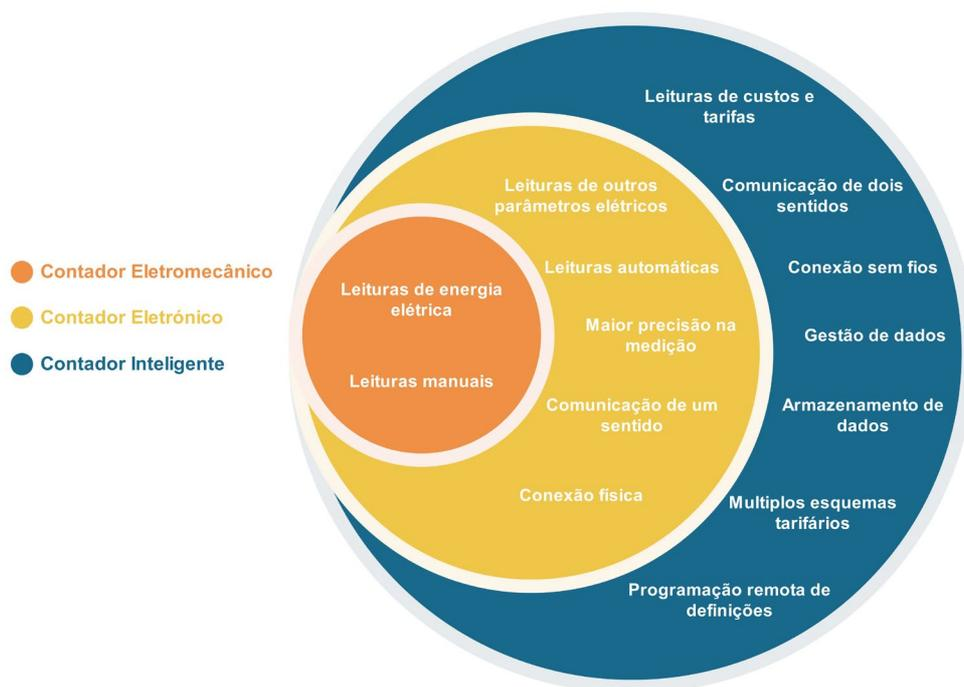 Contador Eletromecânico
Contador Eletrónico
Contador Inteligente
Leituras de energia
elétrica
Leituras manuais
Leituras de outros
parâmetros elétricos
Leituras automáticas
Maior precisão na
medição
Comunicação de um
sentido
Conexão física
Leituras de custos e
tarifas
Comunicação de dois
sentidos
Conexão sem fios
Gestão de dados
Armazenamento de
dados
Multiplos esquemas
tarifários
Programação remota de
definições